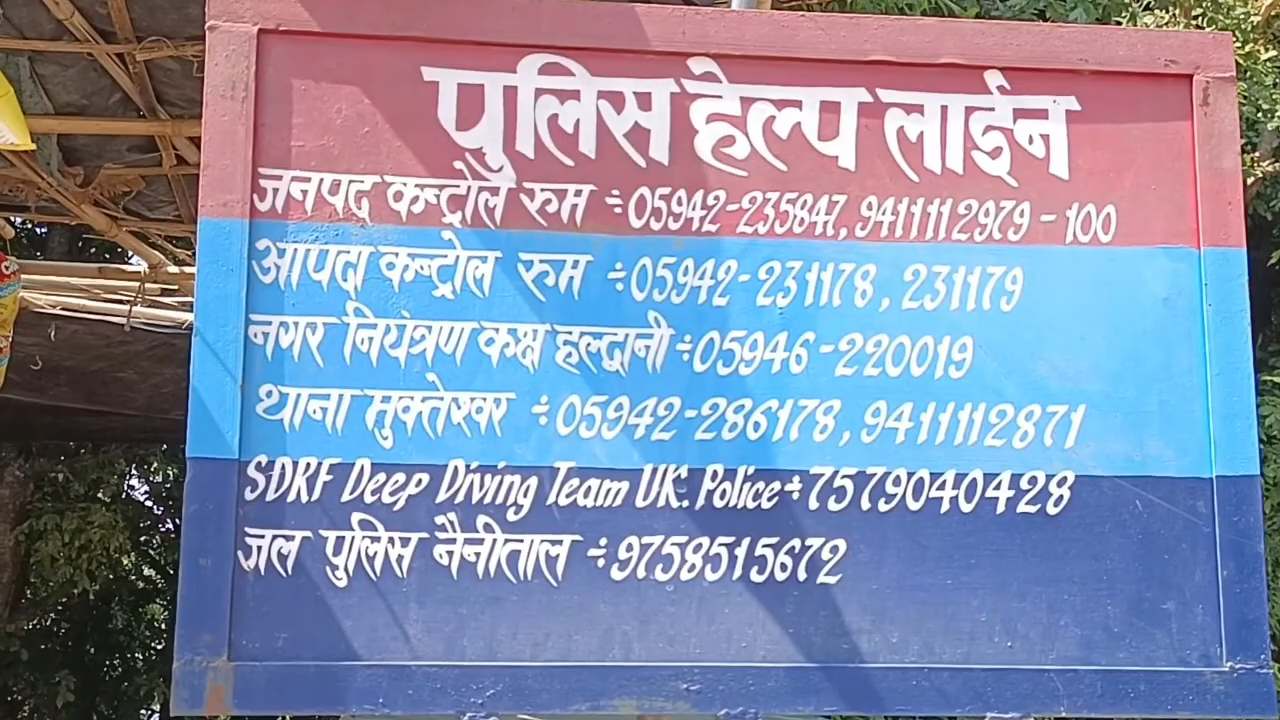 पुलिस हेल्प लाईन
जनपद कन्ट्रोल रुम ÷ 05942-235847, 9411112979 - 100
आपदा कन्ट्रोल रुम ÷ 05942-231178, 231179
नगर नियंत्रण कक्ष हल्द्वानी ÷ 05946-220019
थाना मुक्तेश्वर ÷ 05942-286178, 9411112871
SDRF Deep Diving Team UK. Police ÷ 7579040428
जल पुलिस नैनीताल ÷ 9758515672